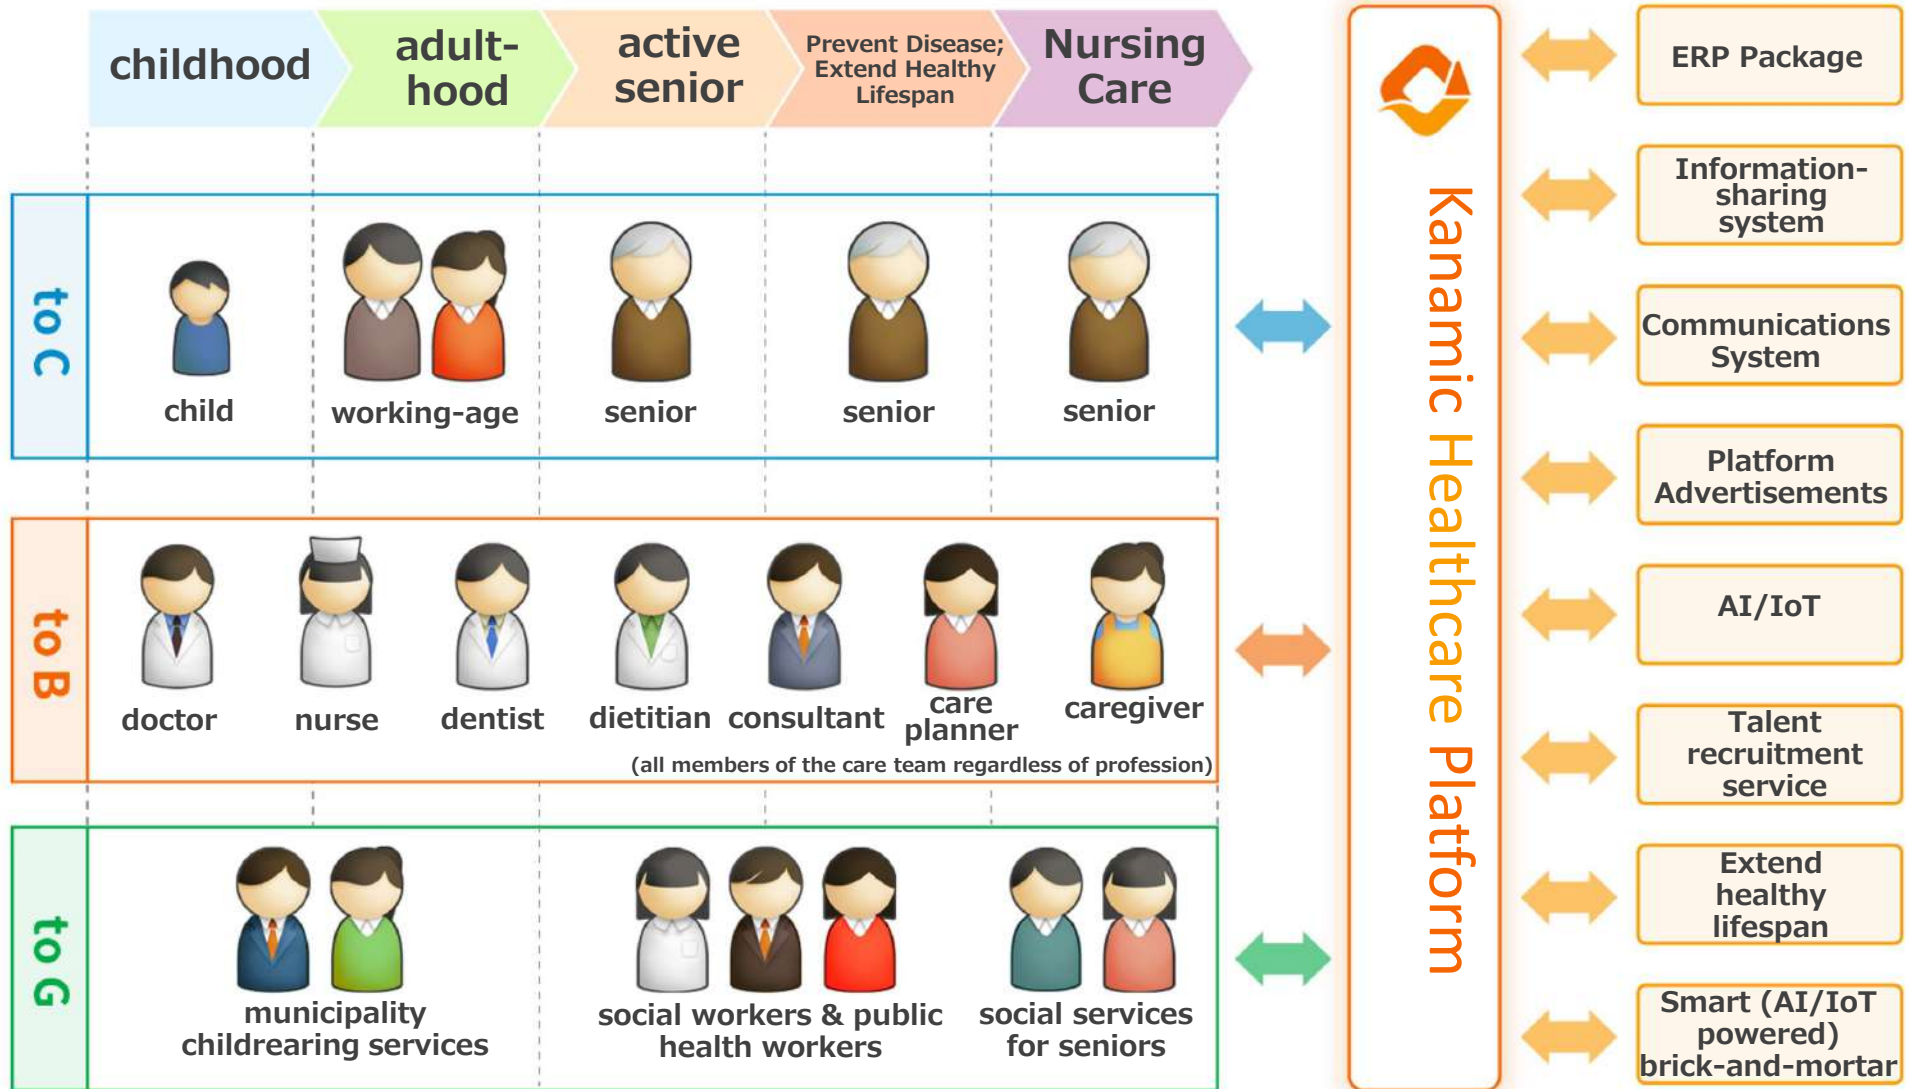 childhood
adult-
hood
active
senior
Prevent Disease;
Extend Healthy
Lifespan
Nursing
Care
to C
child
working-age
senior
senior
senior
to B
doctor
nurse
dentist
dietitian
consultant
care
planner
caregiver
(all members of the care team regardless of profession)
to G
municipality
childrearing services
social workers & public
health workers
social services
for seniors
Kanamic Healthcare Platform
ERP Package
Information-
sharing
system
Communications
System
Platform
Advertisements
AI/IoT
Talent
recruitment
service
Extend
healthy
lifespan
Smart (AI/IoT
powered)
brick-and-mortar